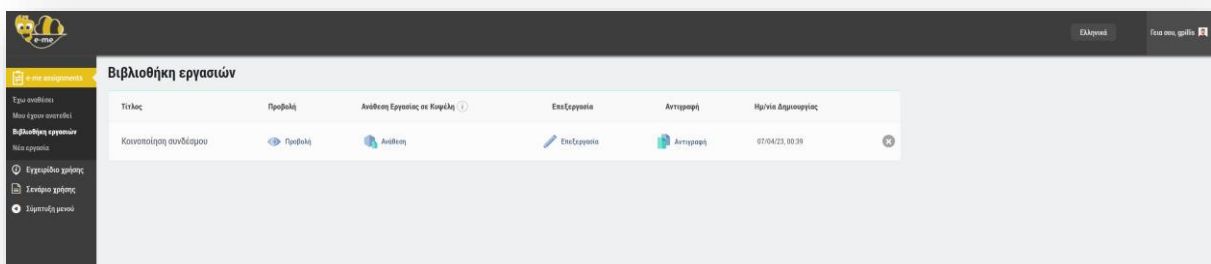 e-me
Ελληνικά
Γεια σου, gpillis
e-me assignments
Έχω αναθέσει
Μου έχουν ανατεθεί
Βιβλιοθήκη εργασιών
Νέα εργασία
Εγχειρίδιο χρήσης
Σενάριο χρήσης
Σύμπτυξη μενού
Βιβλιοθήκη εργασιών
Τίτλος Προβολή Ανάθεση Εργασίας σε Κυψέλη Επεξεργασία Αντιγραφή Ημ/νία Δημιουργίας
Κοινοποίηση συνδέσμου Προβολή Ανάθεση Επεξεργασία Αντιγραφή 07/04/23, 00:39